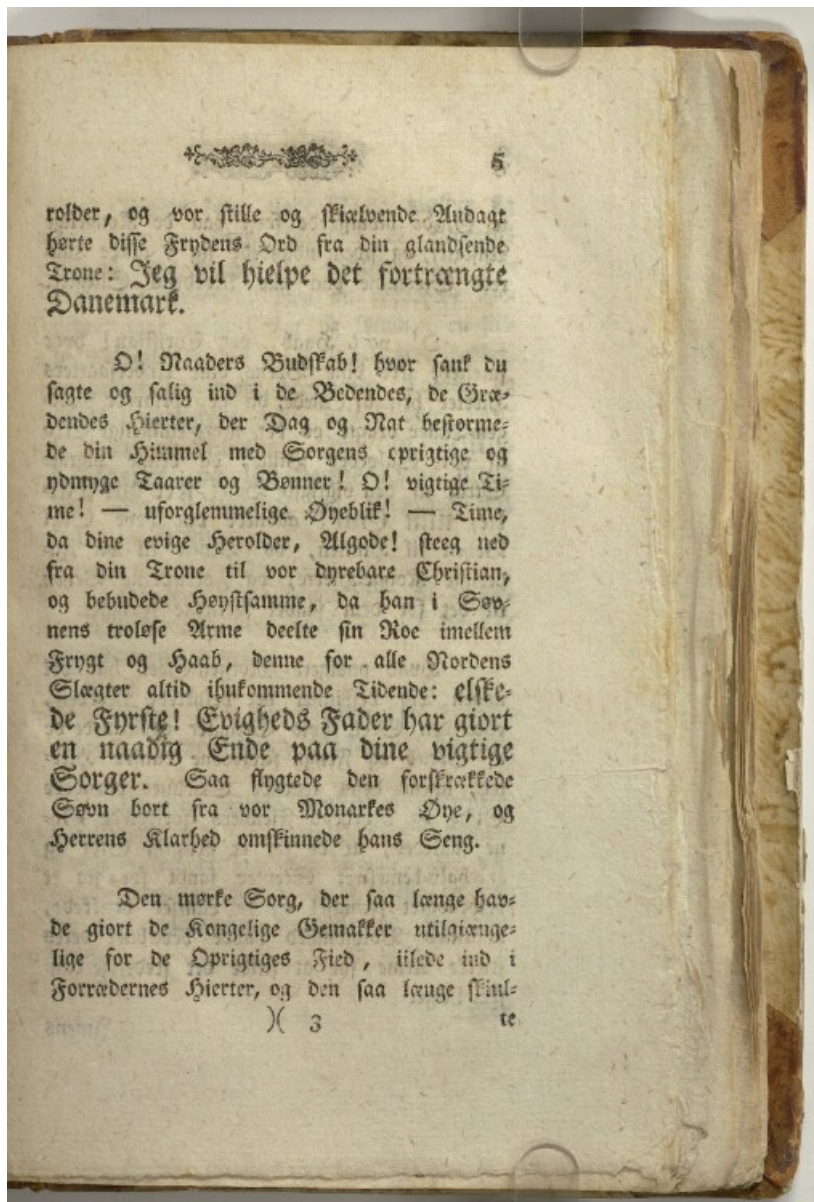 5
rolder, og vor stille og skiælvende Andagt
hørte disse Frydens Ord fra din glandsende
Trone: Jeg vil hielpe det fortrængte
Danemark.
O! Naaders Budskab! hvor sank du
sagte og salig ind i de Bedendes, de Græ-
dendes Hierter, der Dag og Nat bestorme-
de din Himmel med Sorgens oprigtige og
ydmyge Taarer og Bønner! O! vigtige Ti-
me! — uforglemmelige Øyeblik! — Time,
da dine evige Herolder, Algode! steeg ned
fra din Trone til vor dyrebare Christian,
og bebudede Høystsamme, da han i Søv-
nens troløse Arme deelte sin Roe imellem
Frygt og Haab, denne for alle Nordens
Slægter altid ihukommende Tidende: elske-
de Fyrste! Evigheds Fader har giort
en naadig Ende paa dine vigtige
Sorger. Saa flygtede den forskrækkede
Søvn bort fra vor Monarkes Øye, og
Herrens Klarhed omskinnede hans Seng.
Den mørke Sorg, der saa længe hav-
de giort de Kongelige Gemakker utilgiænge-
lige for de Oprigtiges Fied, iilede ind i
Forrædernes Hierter, og den saa længe skiul-
)( 3 te